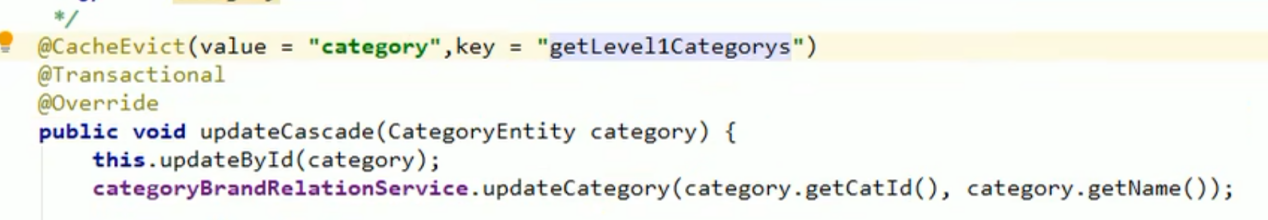 */
@CacheEvict(value = "category",key = "getLevel1Categorys")
@Transactional
@Override
public void updateCascade(CategoryEntity category) {
this.updateById(category);
categoryBrandRelationService.updateCategory(category.getCatId(), category.getName());